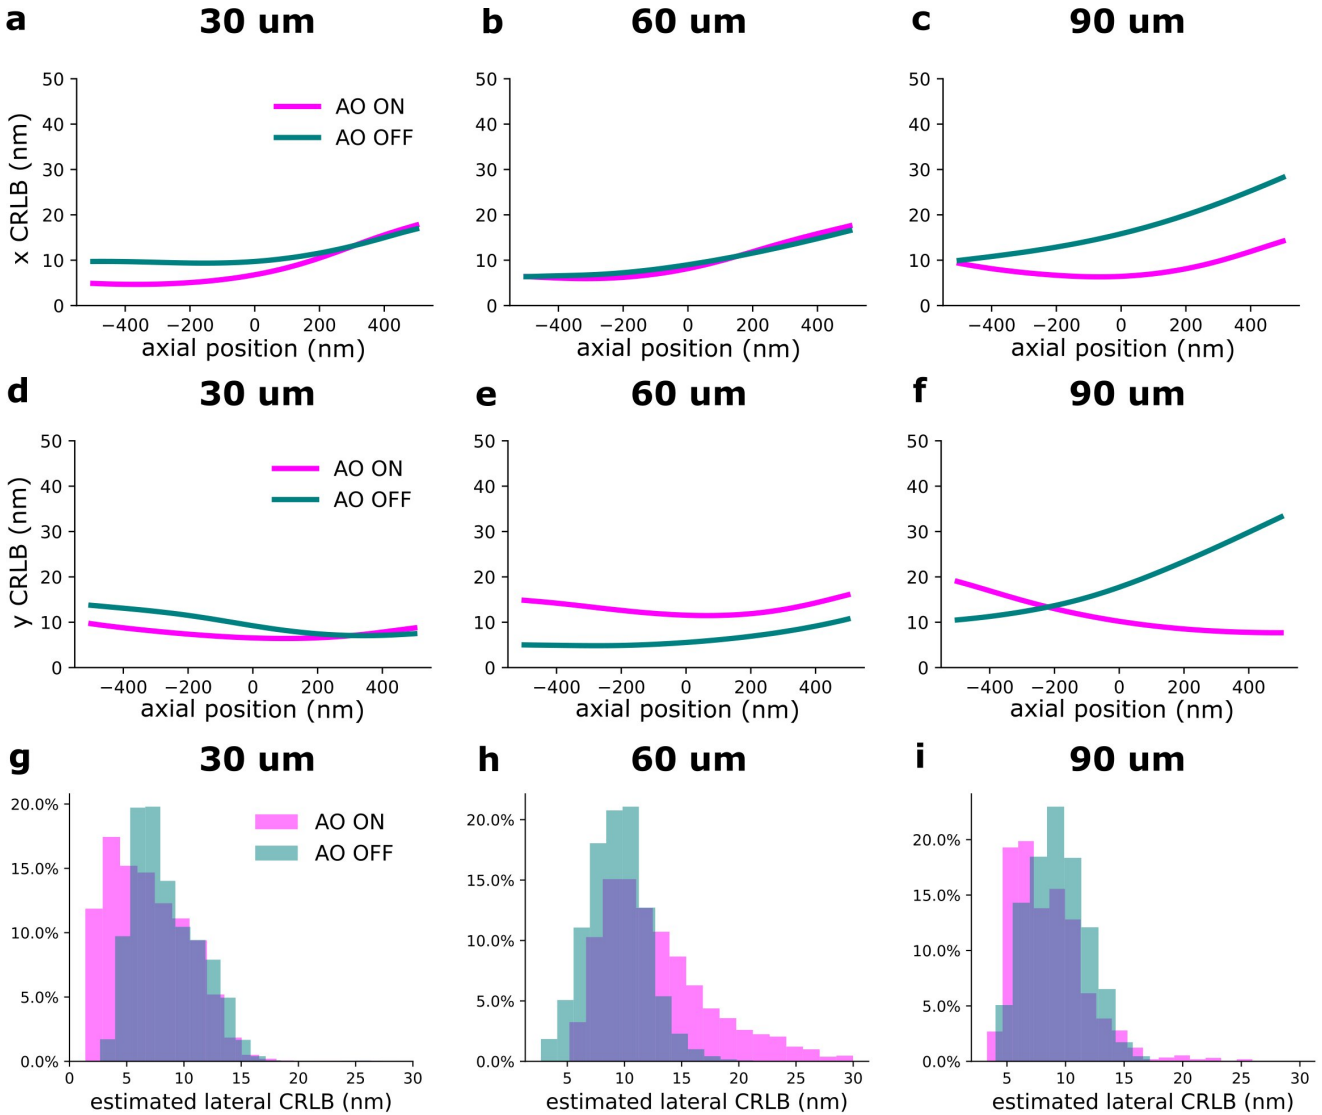 a 30 um b 60 um c 90 um
50 50 50
AO ON
40 40 40
AO OFF
x CRLB (nm)
30 30 30
20 20 20
10 10 10
0 0 0
−400 −200 0 200 400 −400 −200 0 200 400 −400 −200 0 200 400
axial position (nm) axial position (nm) axial position (nm)
d 30 um e 60 um f 90 um
50 50 50
AO ON
40 40 40
AO OFF
y CRLB (nm)
30 30 30
20 20 20
10 10 10
0 0 0
−400 −200 0 200 400 −400 −200 0 200 400 −400 −200 0 200 400
axial position (nm) axial position (nm) axial position (nm)
g 30 um h 60 um i 90 um
20.0% 20.0% 20.0%
AO ON
AO OFF
15.0% 15.0% 15.0%
10.0% 10.0% 10.0%
5.0% 5.0% 5.0%
0.0% 0.0% 0.0%
0 5 10 15 20 25 30 5 10 15 20 25 30 5 10 15 20 25 30
estimated lateral CRLB (nm) estimated lateral CRLB (nm) estimated lateral CRLB (nm)